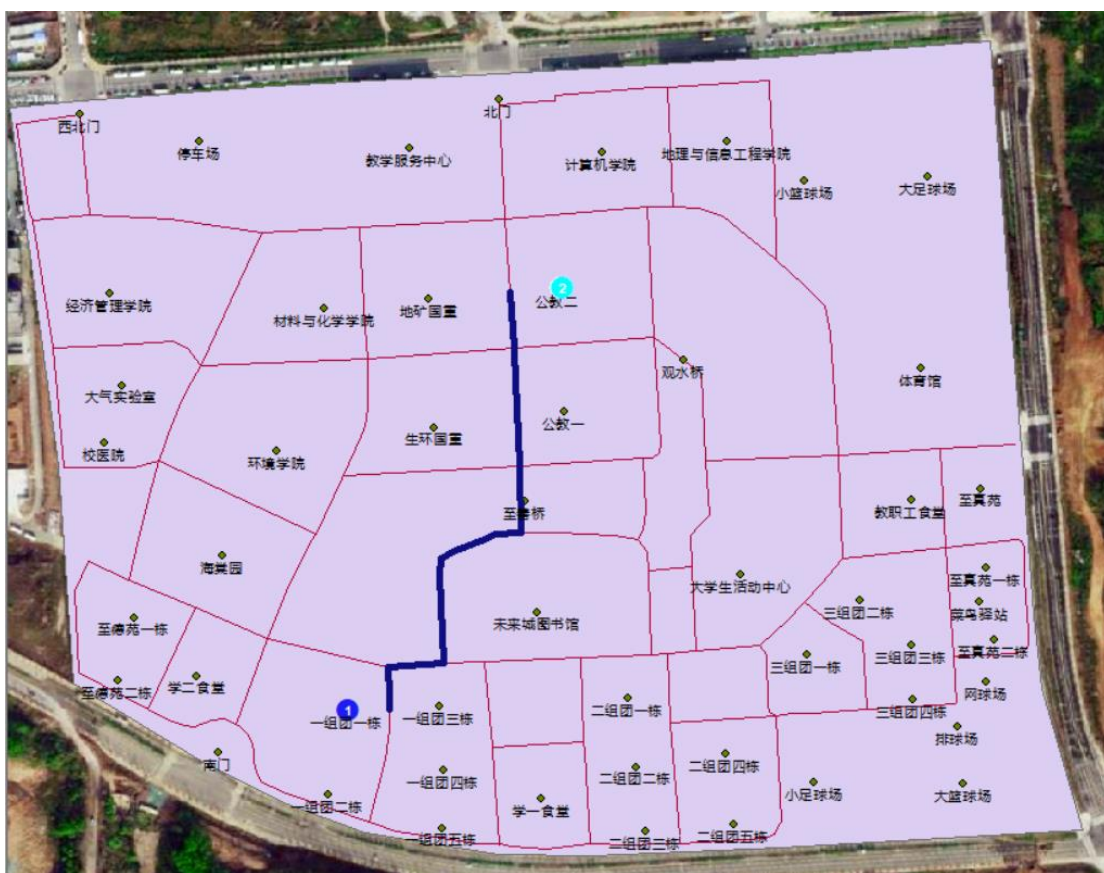 西北门
北门
停车场
教学服务中心
计算机学院
地理与信息工程学院
小篮球场
大足球场
经济管理学院
材料与化学学院
地矿国重
2
公教二
观水桥
体育馆
大气实验室
校医院
环境学院
生环国重
公教一
至善桥
教职工食堂
至真苑
海棠园
大学生活动中心
至真苑一栋
菜鸟驿站
至德苑一栋
未来城图书馆
三组团二栋
三组团三栋
至真苑二栋
三组团一栋
至德苑二栋
学二食堂
1
一组团一栋
一组团三栋
二组团一栋
三组团四栋
网球场
排球场
南门
一组团四栋
二组团二栋
二组团四栋
一组团二栋
学一食堂
小足球场
大篮球场
一组团五栋
二组团三栋
二组团五栋